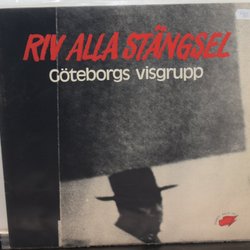 RIV ALLA STÄNGSEL
Göteborgs visgrupp